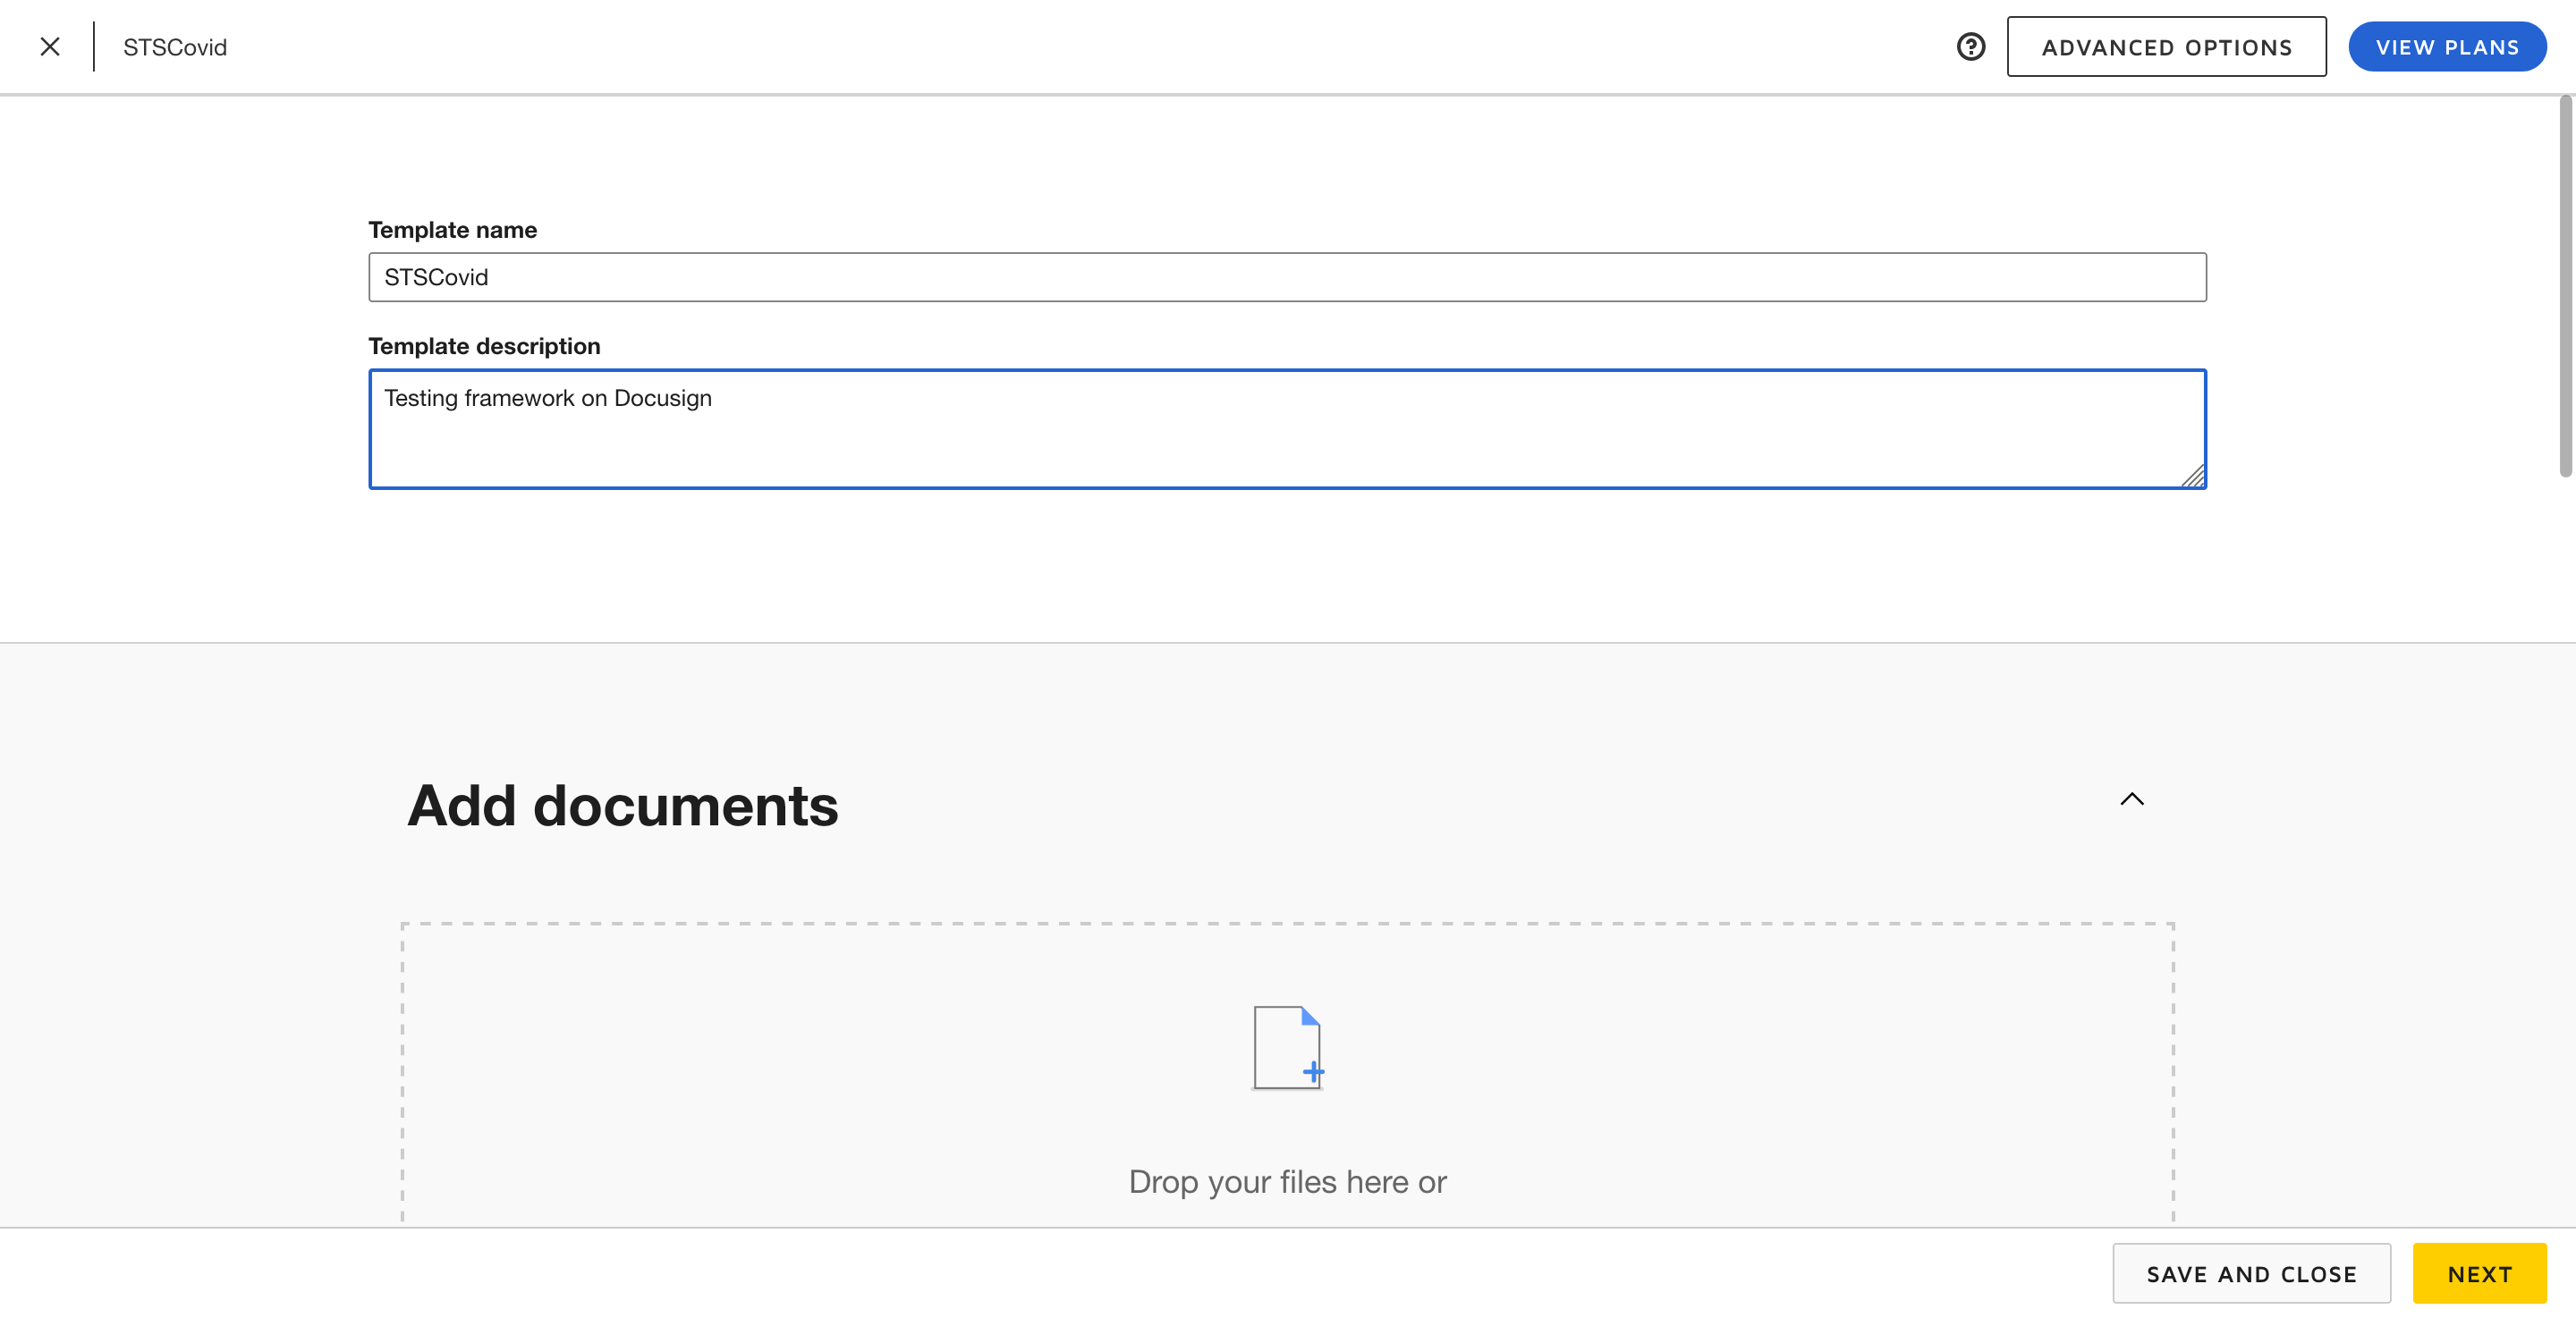 STSCovid
ADVANCED OPTIONS
VIEW PLANS
Template name
STSCovid
Template description
Testing framework on Docusign
Add documents
Drop your files here or
SAVE AND CLOSE
NEXT